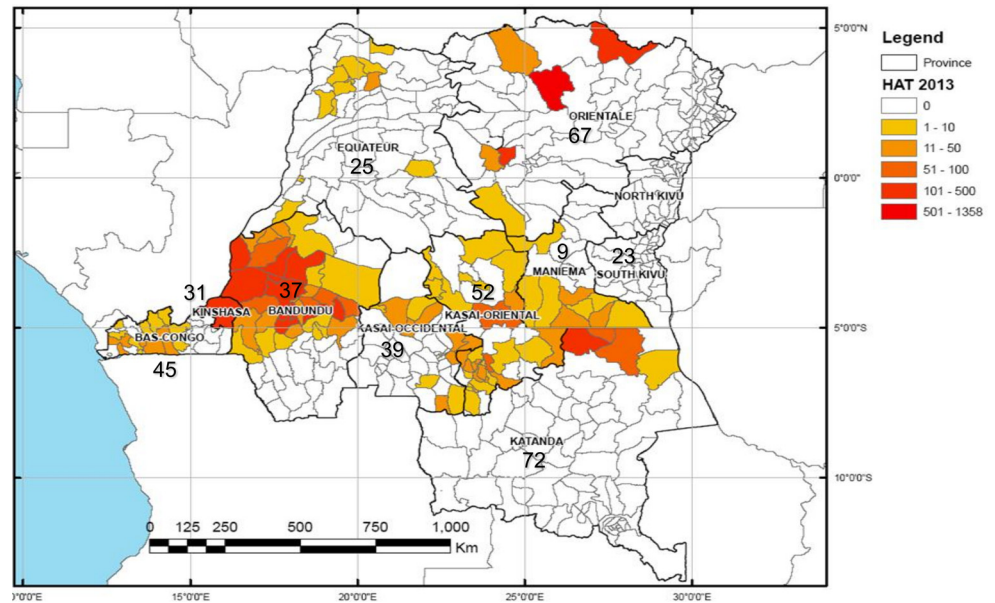 5°0'0"N
Legend
Province
HAT 2013
0
1 - 10
11 - 50
51 - 100
101 - 500
501 - 1358
ORIENTALE
67
EQUATEUR
25
0°0'0"
NORTH KIVU
9
23
MANIEMA
SOUTH KIVU
31
37
52
KINSHASA
BANDUNDU
KASAI-ORIENTAL
KASAI-OCCIDENTAL
5°0'0"S
BAS-CONGO
39
45
KATANDA
72
10°0'0"S
0 125 250 500 750 1,000
Km
15°0'0"E 20°0'0"E 25°0'0"E 30°0'0"E